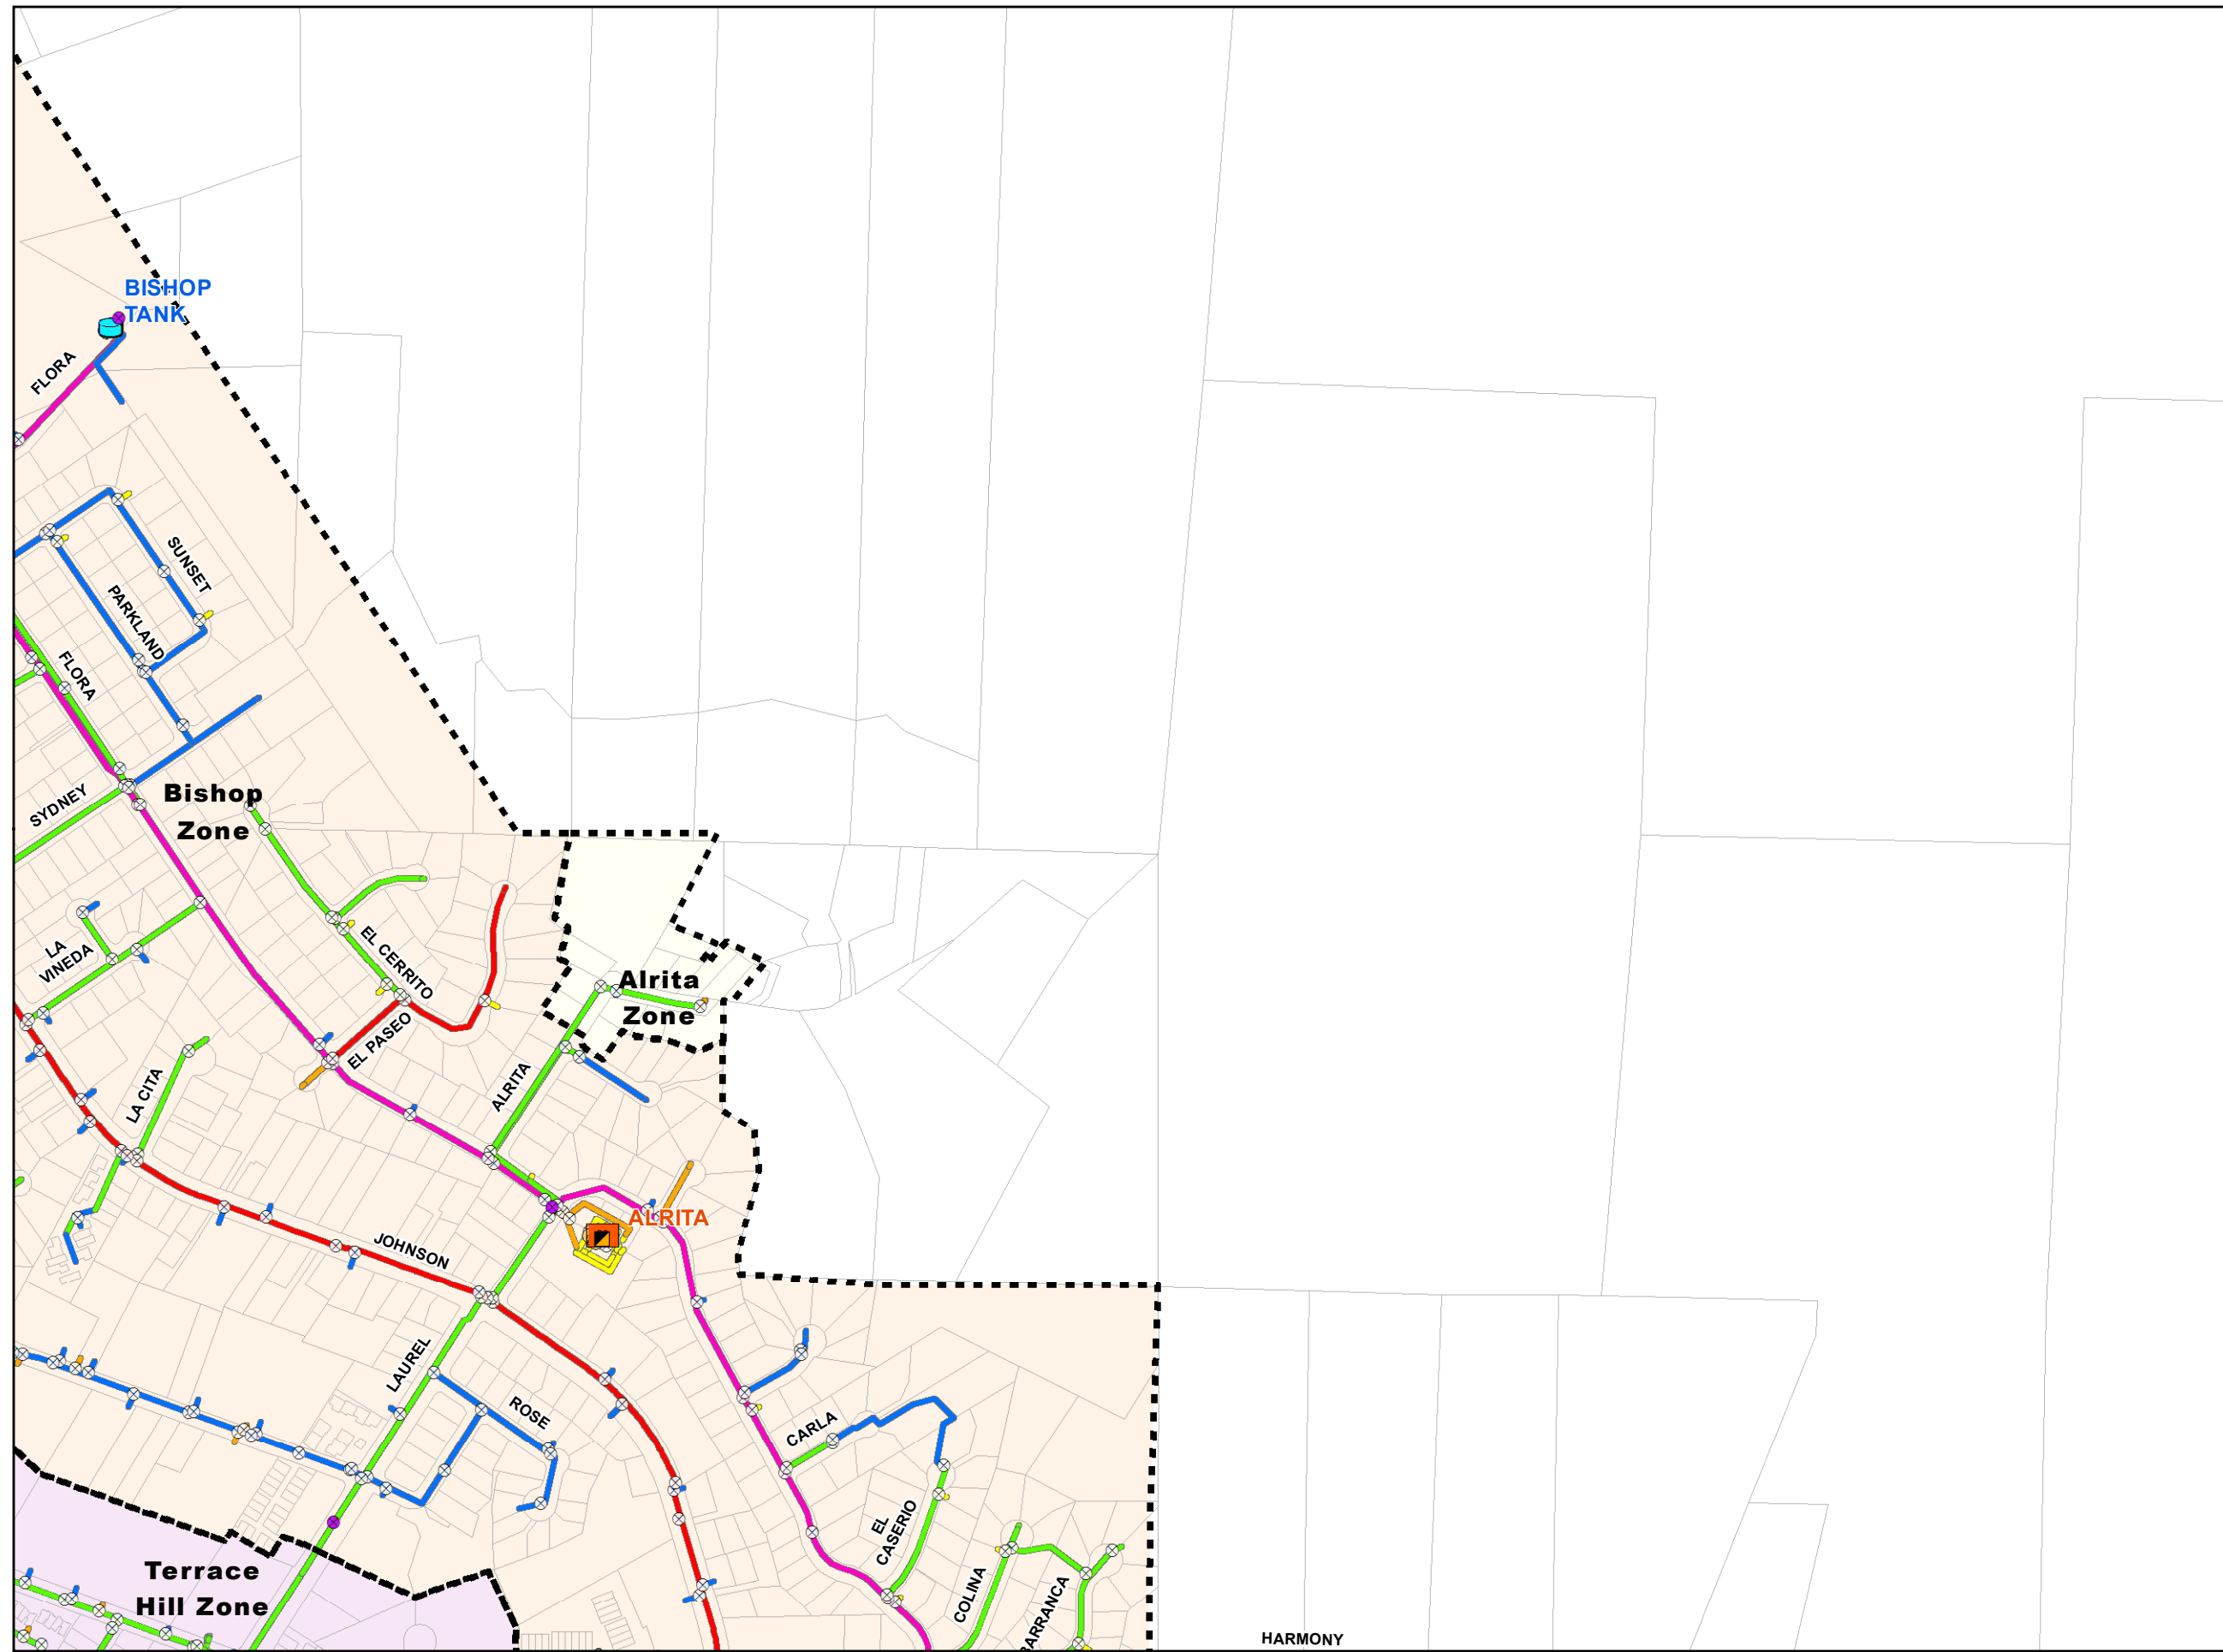 BISHOP
TANK
FLORA
SUNSET
PARKLAND
FLORA
SYDNEY
Bishop
Zone
EL CERRITO
LA
VINEDA
Alrita
Zone
EL PASEO
ALRITA
LA CITA
ALRITA
JOHNSON
LAUREL
ROSE
CARLA
EL
CASERIO
COLINA
BARRANCA
Terrace
Hill Zone
HARMONY